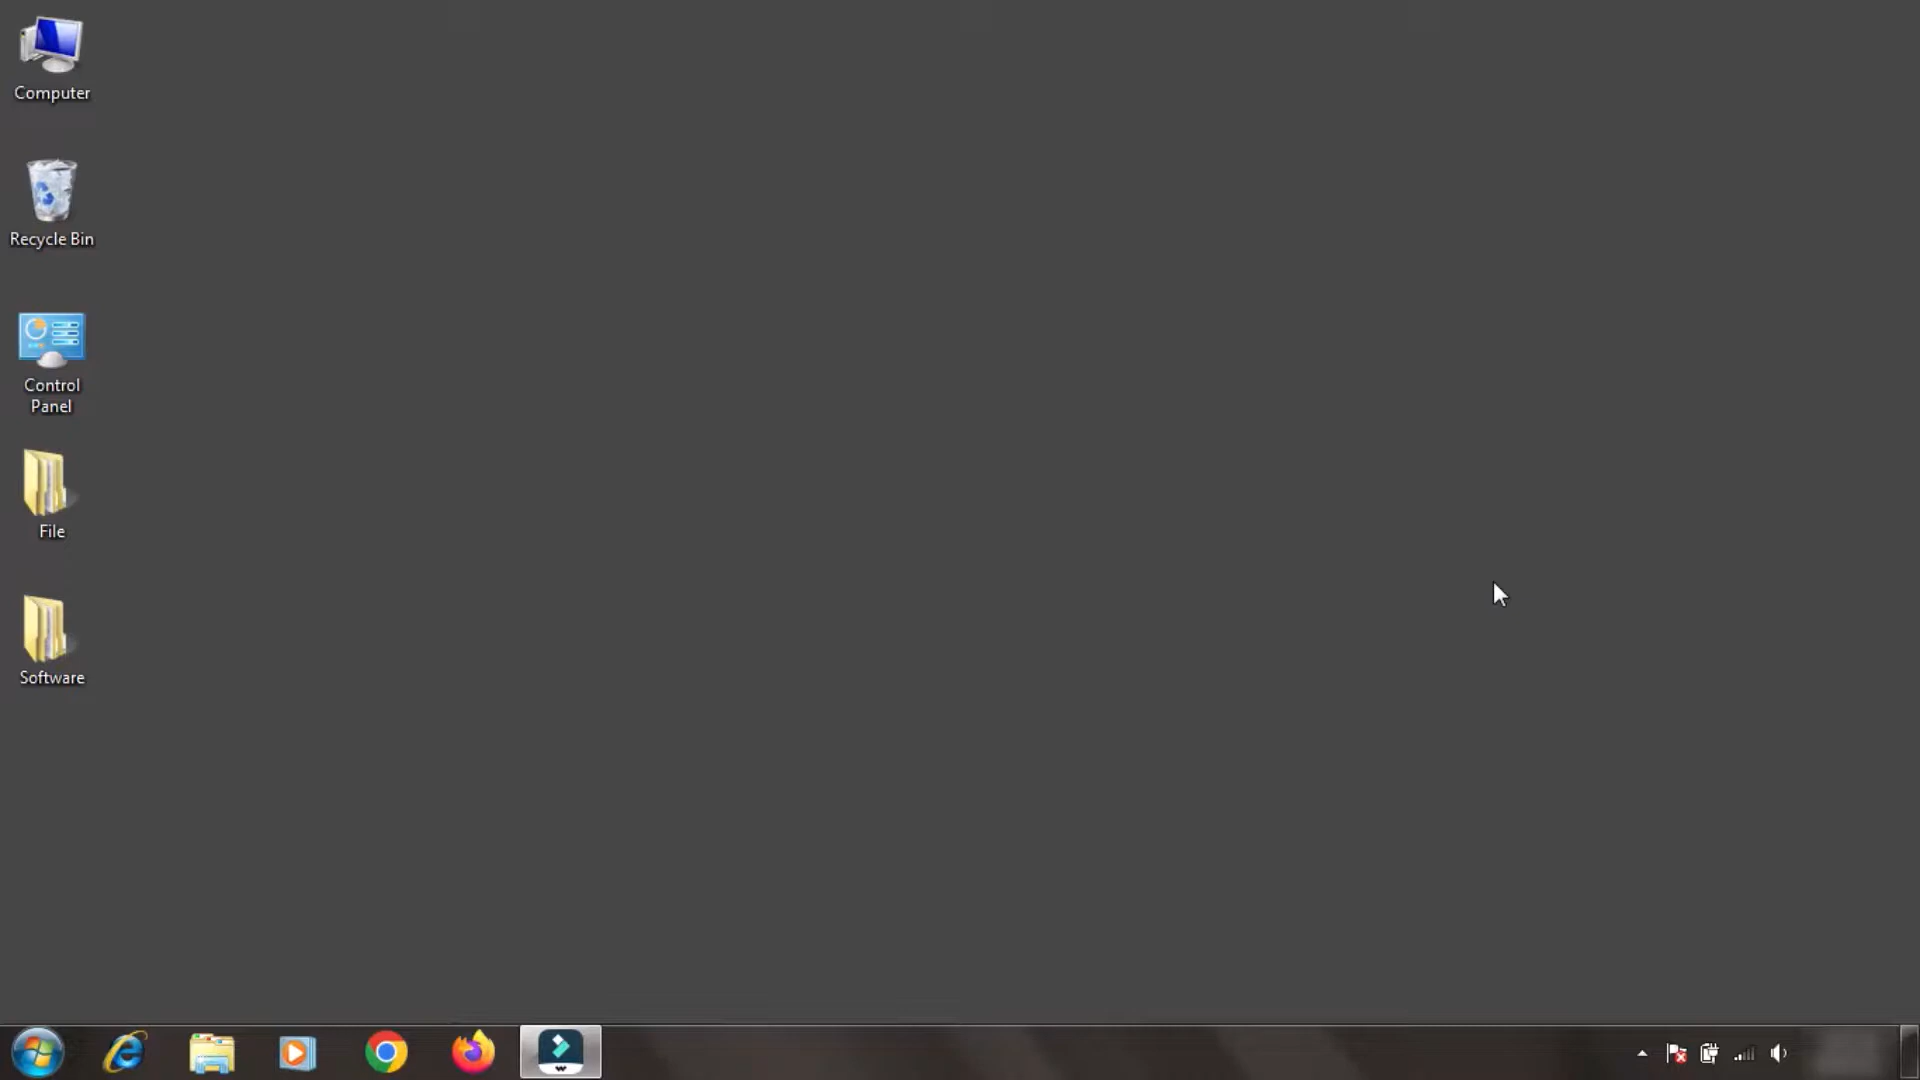 Computer
Recycle Bin
Control
Panel
File
Software